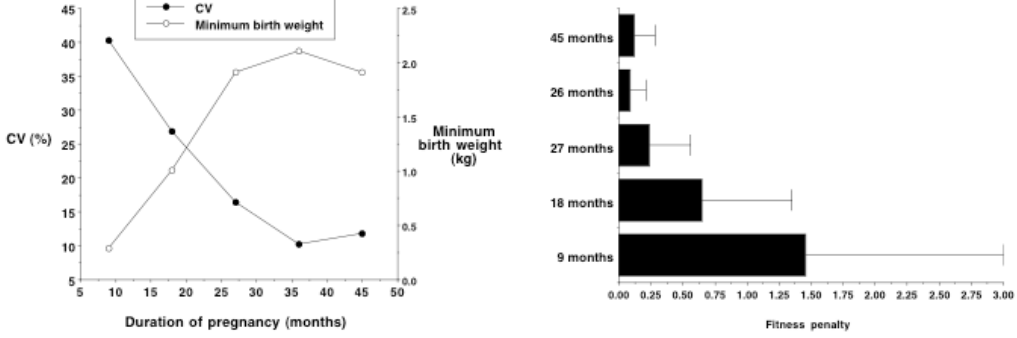 CV
Minimum birth weight
45
40
35
30
25
20
15
10
5
CV (%)
2.5
2.0
1.5
1.0
0.5
0.0
Minimum
birth weight
(kg)
5 10 15 20 25 30 35 40 45 50
Duration of pregnancy (months)
45 months
26 months
27 months
18 months
9 months
0.00 0.25 0.50 0.75 1.00 1.25 1.50 1.75 2.00 2.25 2.50 2.75 3.00
Fitness penalty